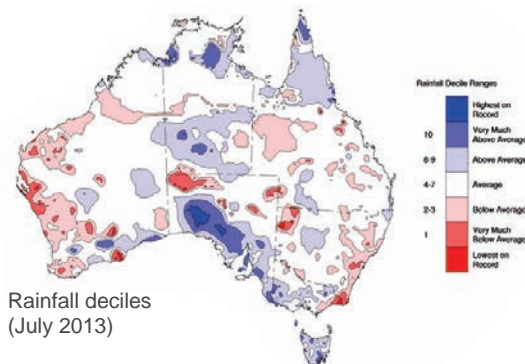 Rainfall Decile Ranges
Highest on
Record
10
Very Much
Above Average
8-9
Above Average
4-7
Average
2-3
Below Average
1
Very Much
Below Average
Lowest on
Record
Rainfall deciles
(July 2013)